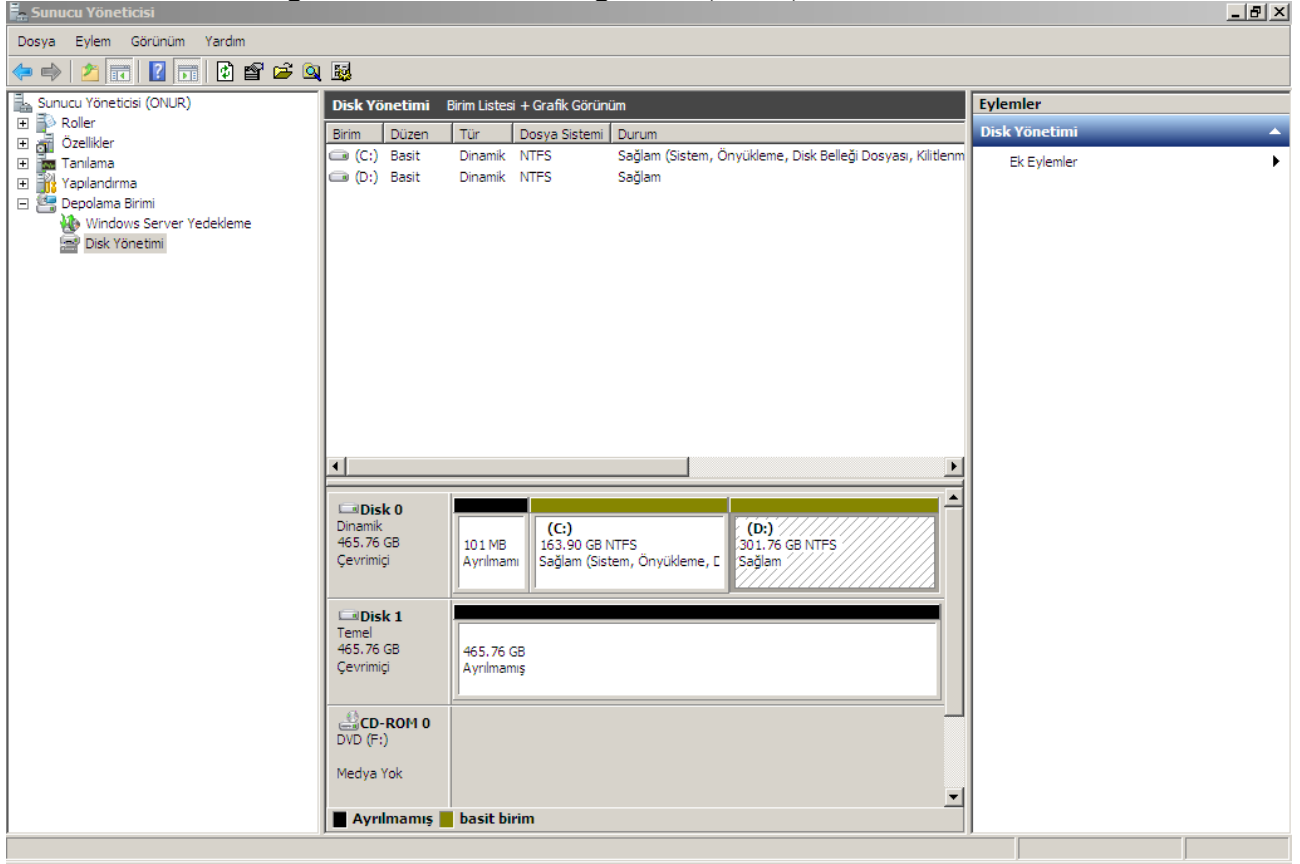 Sunucu Yöneticisi
Dosya Eylem Görünüm Yardım
Sunucu Yöneticisi (ONUR)
Roller
Özellikler
Tanılama
Yapılandırma
Depolama Birimi
Windows Server Yedekleme
Disk Yönetimi
Disk Yönetimi Birim Listesi + Grafik Görünüm
Birim Düzen Tür Dosya Sistemi Durum
(C:) Basit Dinamik NTFS Sağlam (Sistem, Önyükleme, Disk Belleği Dosyası, Kilitlenm
(D:) Basit Dinamik NTFS Sağlam
Disk 0
Dinamik
465.76 GB
Çevrimiçi
101 MB
Ayrılmamı
(C:)
163.90 GB NTFS
Sağlam (Sistem, Önyükleme, D
(D:)
301.76 GB NTFS
Sağlam
Disk 1
Temel
465.76 GB
Çevrimiçi
465.76 GB
Ayrılmamış
CD-ROM 0
DVD (F:)
Medya Yok
Ayrılmamış basit birim
Eylemler
Disk Yönetimi
Ek Eylemler